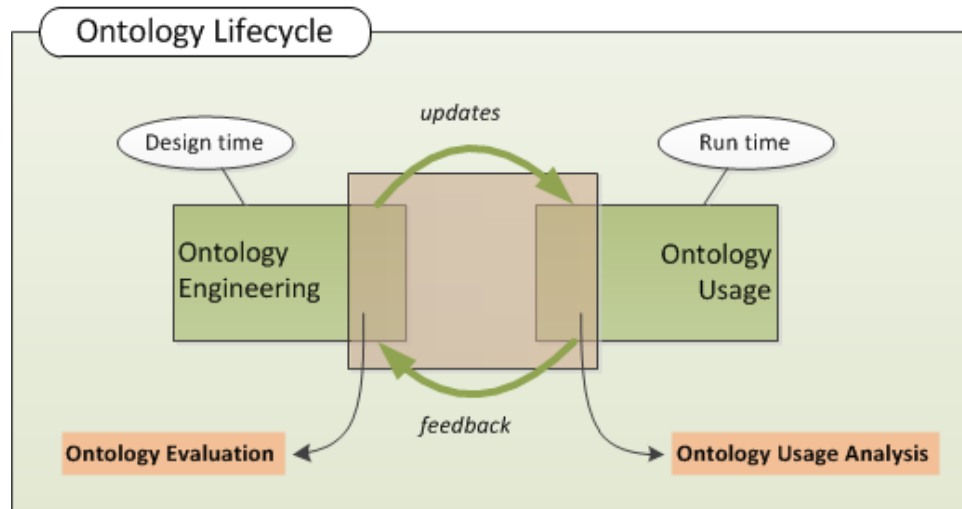 Ontology Lifecycle
updates
Design time
Run time
Ontology
Engineering
Ontology
Usage
feedback
Ontology Evaluation
Ontology Usage Analysis